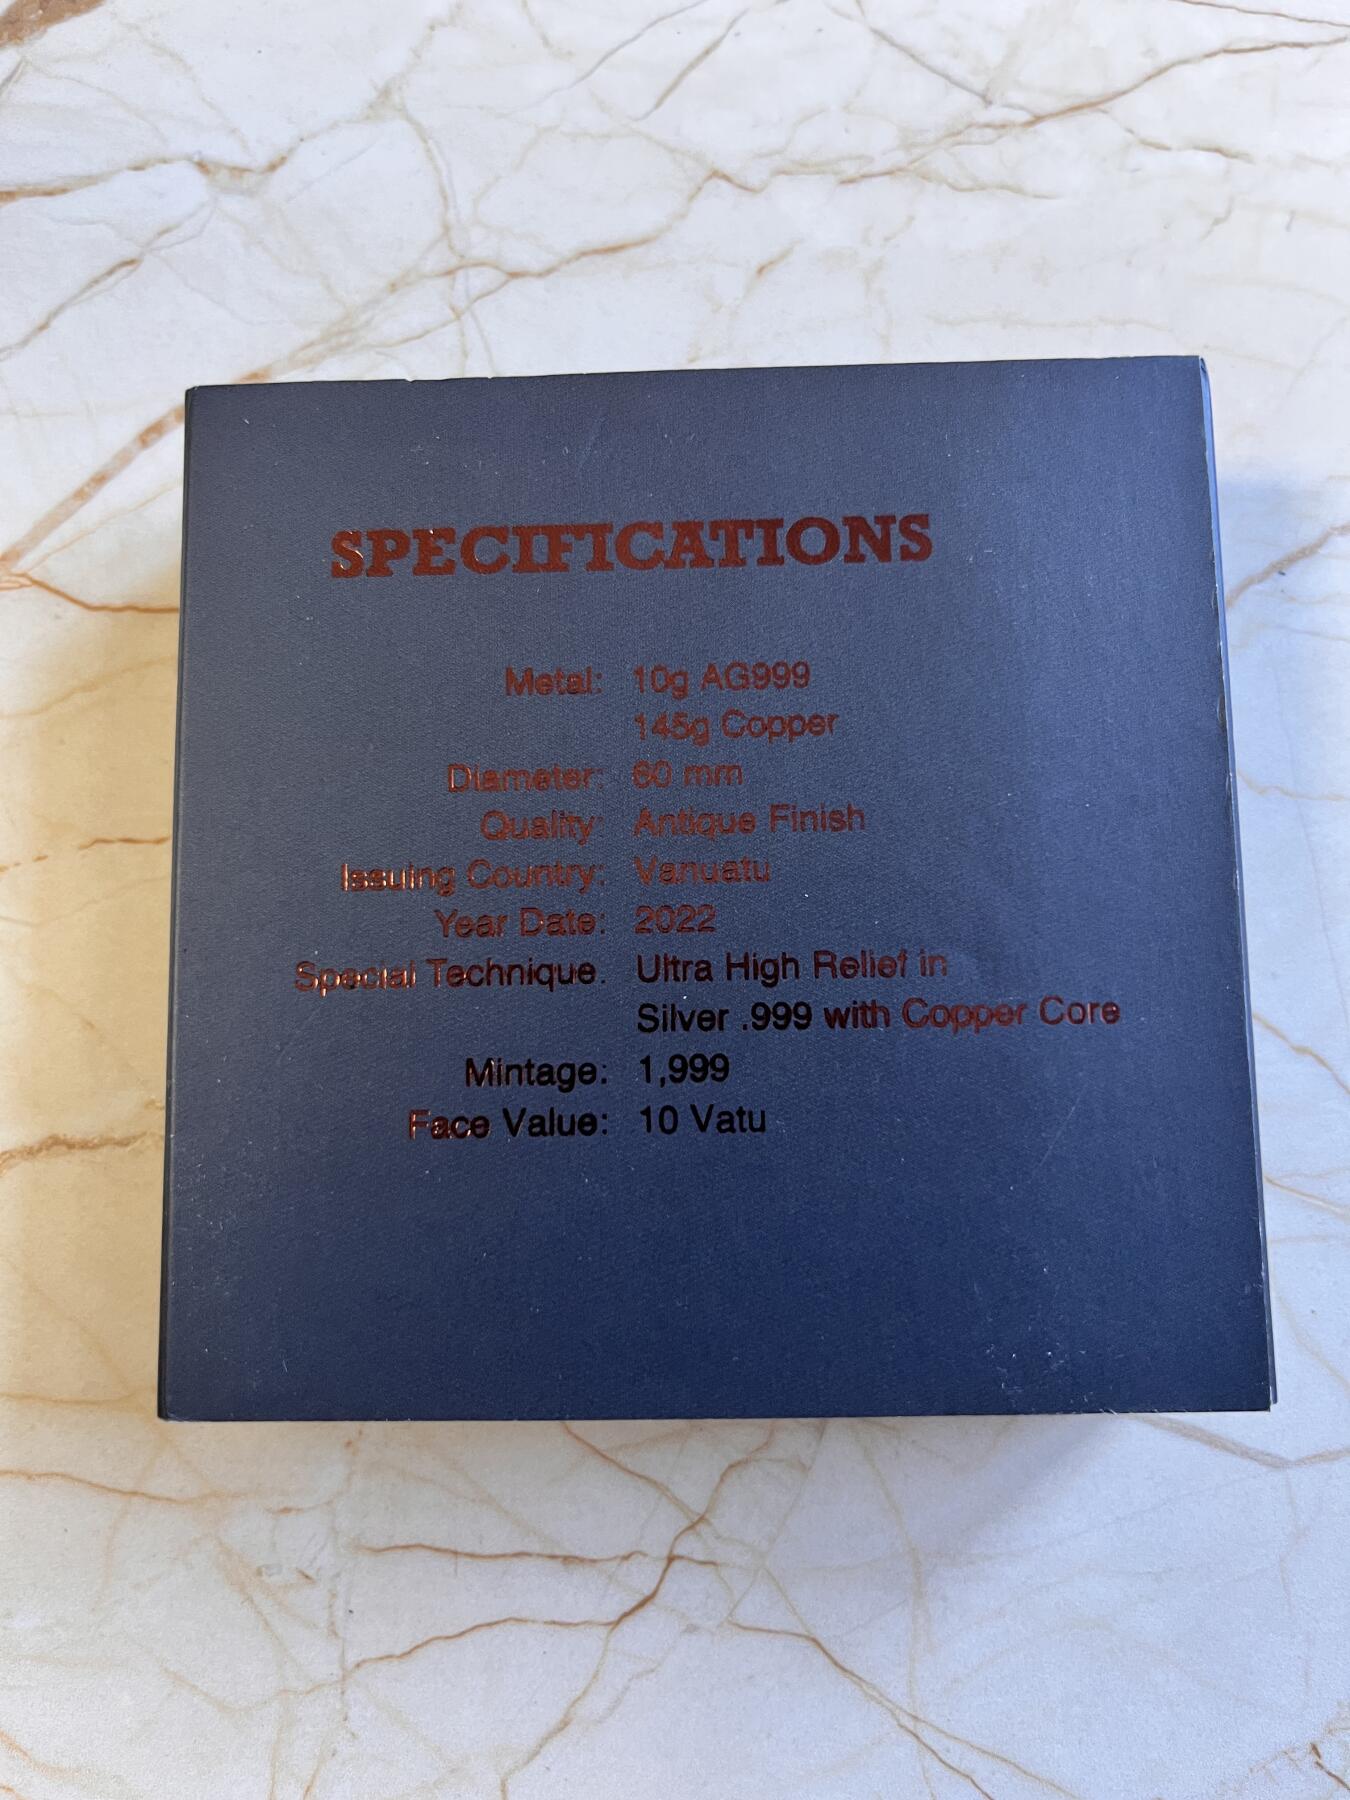 SPECIFICATIONS
Metal: 10g AG999
145g Copper
Diameter: 60 mm
Quality: Antique Finish
Issuing Country: Vanuatu
Year Date: 2022
Special Technique: Ultra High Relief in
Silver .999 with Copper Core
Mintage: 1,999
Face Value: 10 Vatu